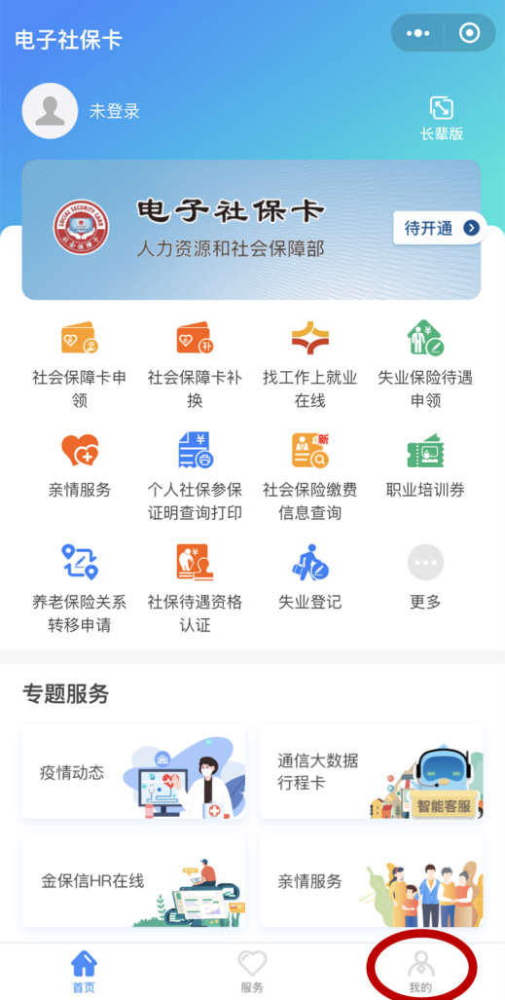 电子社保卡
未登录
长辈版
SOCIAL SECURITY CARD
社会保障卡
电子社保卡
人力资源和社会保障部
待开通
补
新
社会保障卡申
领
社会保障卡补
换
找工作上就业
在线
失业保险待遇
申领
亲情服务
个人社保参保
证明查询打印
社会保险缴费
信息查询
职业培训券
养老保险关系
转移申请
社保待遇资格
认证
失业登记
更多
专题服务
疫情动态
通信大数据
行程卡
智能客服
金保信HR在线
亲情服务
首页
服务
我的